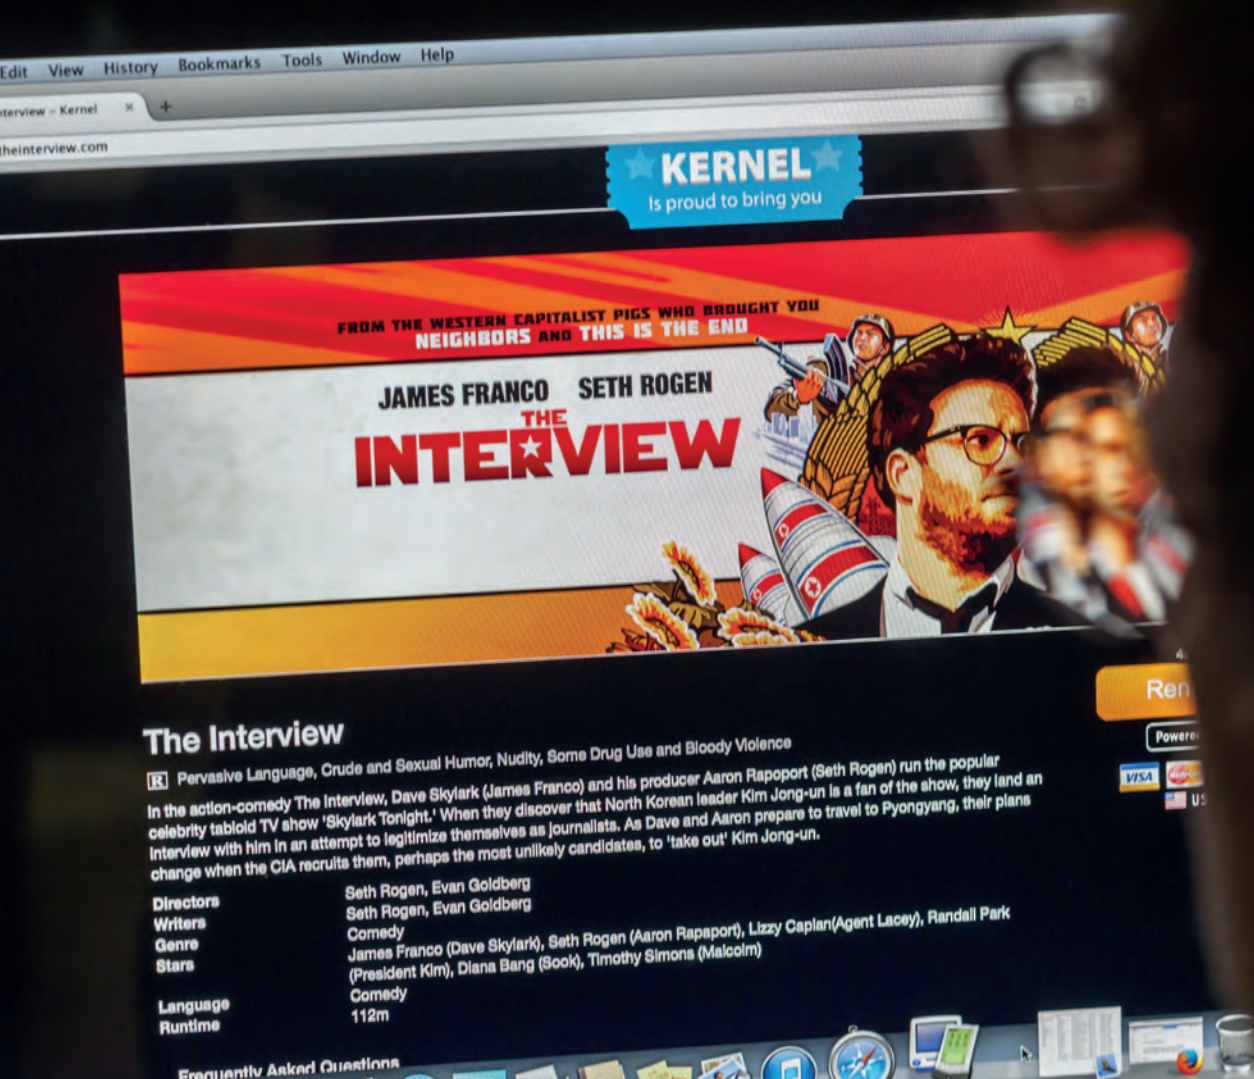 Edit View History Bookmarks Tools Window Help
terview – Kernel
theinterview.com
KERNEL
Is proud to bring you
FROM THE WESTERN CAPITALIST PIGS WHO BROUGHT YOU
NEIGHBORS AND THIS IS THE END
JAMES FRANCO SETH ROGEN
THE
INTERVIEW
Ren
Powere
VISA
US
The Interview
R Pervasive Language, Crude and Sexual Humor, Nudity, Some Drug Use and Bloody Violence
In the action-comedy The Interview, Dave Skylark (James Franco) and his producer Aaron Rapoport (Seth Rogen) run the popular
celebrity tabloid TV show 'Skylark Tonight.' When they discover that North Korean leader Kim Jong-un is a fan of the show, they land an
interview with him in an attempt to legitimize themselves as journalists. As Dave and Aaron prepare to travel to Pyongyang, their plans
change when the CIA recruits them, perhaps the most unlikely candidates, to 'take out' Kim Jong-un.
Directors Seth Rogen, Evan Goldberg
Writers Seth Rogen, Evan Goldberg
Genre Comedy
Stars James Franco (Dave Skylark), Seth Rogen (Aaron Rapaport), Lizzy Caplan(Agent Lacey), Randall Park
(President Kim), Diana Bang (Sook), Timothy Simons (Malcolm)
Language Comedy
Runtime 112m
Frequently Asked Questions